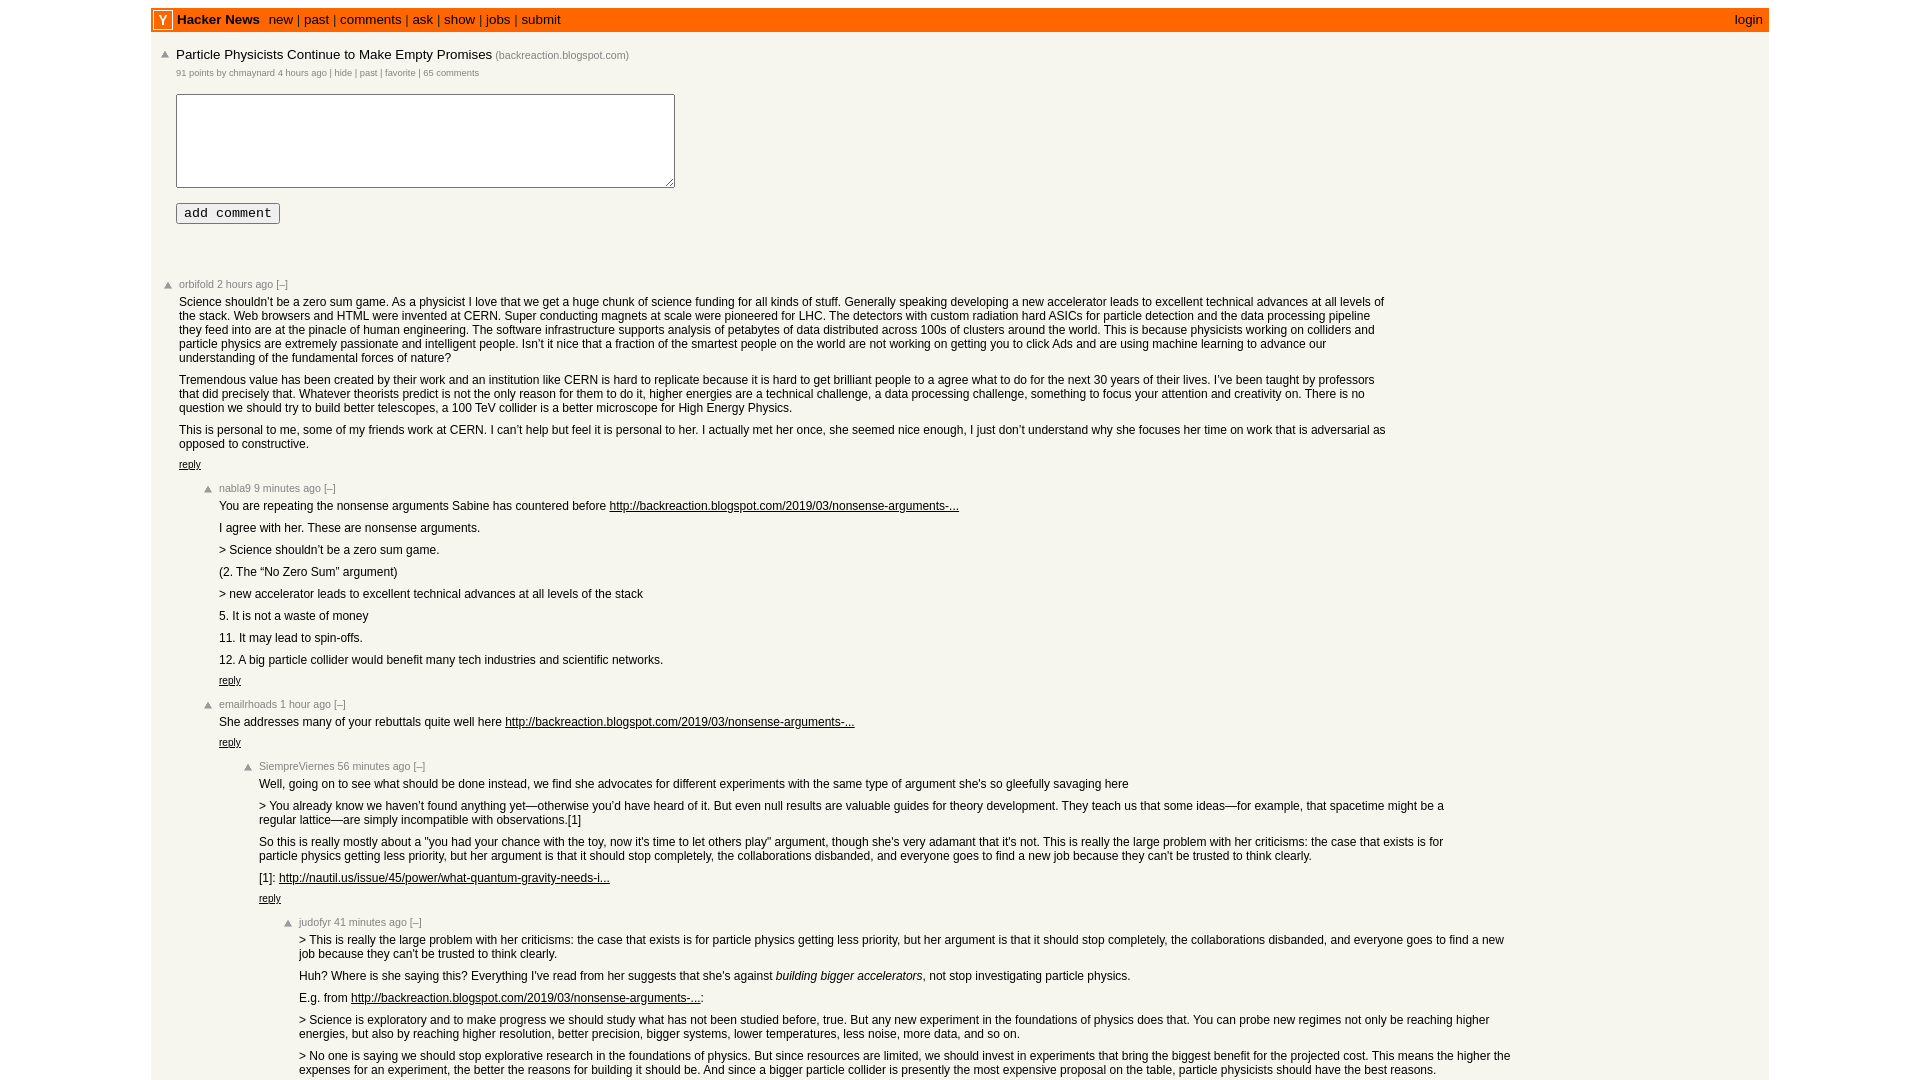 Y Hacker News new | past | comments | ask | show | jobs | submit login
Particle Physicists Continue to Make Empty Promises (backreaction.blogspot.com)
91 points by chmaynard 4 hours ago | hide | past | favorite | 65 comments
add comment
orbifold 2 hours ago [–]
Science shouldn’t be a zero sum game. As a physicist I love that we get a huge chunk of science funding for all kinds of stuff. Generally speaking developing a new accelerator leads to excellent technical advances at all levels of
the stack. Web browsers and HTML were invented at CERN. Super conducting magnets at scale were pioneered for LHC. The detectors with custom radiation hard ASICs for particle detection and the data processing pipeline
they feed into are at the pinacle of human engineering. The software infrastructure supports analysis of petabytes of data distributed across 100s of clusters around the world. This is because physicists working on colliders and
particle physics are extremely passionate and intelligent people. Isn’t it nice that a fraction of the smartest people on the world are not working on getting you to click Ads and are using machine learning to advance our
understanding of the fundamental forces of nature?
Tremendous value has been created by their work and an institution like CERN is hard to replicate because it is hard to get brilliant people to a agree what to do for the next 30 years of their lives. I’ve been taught by professors
that did precisely that. Whatever theorists predict is not the only reason for them to do it, higher energies are a technical challenge, a data processing challenge, something to focus your attention and creativity on. There is no
question we should try to build better telescopes, a 100 TeV collider is a better microscope for High Energy Physics.
This is personal to me, some of my friends work at CERN. I can’t help but feel it is personal to her. I actually met her once, she seemed nice enough, I just don’t understand why she focuses her time on work that is adversarial as
opposed to constructive.
reply
nabla9 9 minutes ago [–]
You are repeating the nonsense arguments Sabine has countered before http://backreaction.blogspot.com/2019/03/nonsense-arguments-...
I agree with her. These are nonsense arguments.
> Science shouldn’t be a zero sum game.
(2. The “No Zero Sum” argument)
> new accelerator leads to excellent technical advances at all levels of the stack
5. It is not a waste of money
11. It may lead to spin-offs.
12. A big particle collider would benefit many tech industries and scientific networks.
reply
emailrhoads 1 hour ago [–]
She addresses many of your rebuttals quite well here http://backreaction.blogspot.com/2019/03/nonsense-arguments-...
reply
SiempreViernes 56 minutes ago [–]
Well, going on to see what should be done instead, we find she advocates for different experiments with the same type of argument she's so gleefully savaging here
> You already know we haven’t found anything yet—otherwise you’d have heard of it. But even null results are valuable guides for theory development. They teach us that some ideas—for example, that spacetime might be a
regular lattice—are simply incompatible with observations.[1]
So this is really mostly about a "you had your chance with the toy, now it's time to let others play" argument, though she's very adamant that it's not. This is really the large problem with her criticisms: the case that exists is for
particle physics getting less priority, but her argument is that it should stop completely, the collaborations disbanded, and everyone goes to find a new job because they can't be trusted to think clearly.
[1]: http://nautil.us/issue/45/power/what-quantum-gravity-needs-i...
reply
judofyr 41 minutes ago [–]
> This is really the large problem with her criticisms: the case that exists is for particle physics getting less priority, but her argument is that it should stop completely, the collaborations disbanded, and everyone goes to find a new
job because they can't be trusted to think clearly.
Huh? Where is she saying this? Everything I've read from her suggests that she's against building bigger accelerators, not stop investigating particle physics.
E.g. from http://backreaction.blogspot.com/2019/03/nonsense-arguments-...:
> Science is exploratory and to make progress we should study what has not been studied before, true. But any new experiment in the foundations of physics does that. You can probe new regimes not only be reaching higher
energies, but also by reaching higher resolution, better precision, bigger systems, lower temperatures, less noise, more data, and so on.
> No one is saying we should stop explorative research in the foundations of physics. But since resources are limited, we should invest in experiments that bring the biggest benefit for the projected cost. This means the higher the
expenses for an experiment, the better the reasons for building it should be. And since a bigger particle collider is presently the most expensive proposal on the table, particle physicists should have the best reasons.